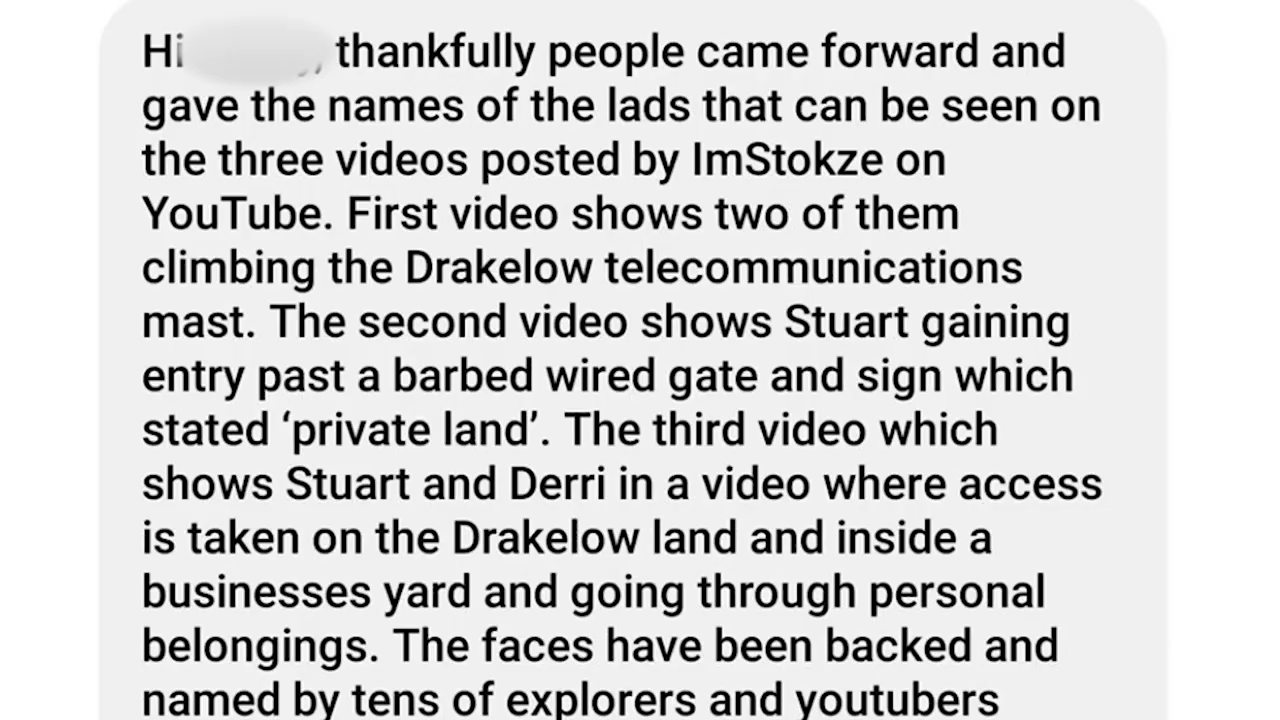 Hi thankfully people came forward and
gave the names of the lads that can be seen on
the three videos posted by ImStokze on
YouTube. First video shows two of them
climbing the Drakelow telecommunications
mast. The second video shows Stuart gaining
entry past a barbed wired gate and sign which
stated ‘private land’. The third video which
shows Stuart and Derri in a video where access
is taken on the Drakelow land and inside a
businesses yard and going through personal
belongings. The faces have been backed and
named by tens of explorers and youtubers